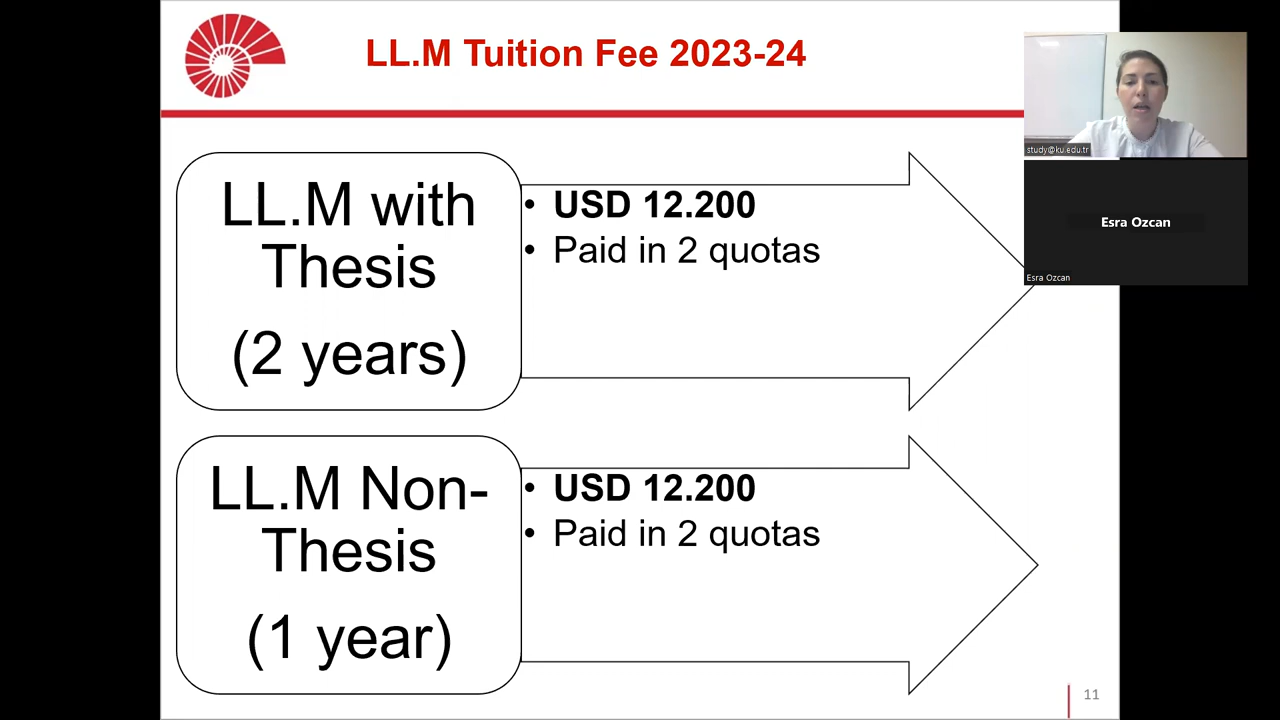 LL.M Tuition Fee 2023-24
LL.M with
Thesis
(2 years)
• USD 12.200
• Paid in 2 quotas
LL.M Non-
Thesis
(1 year)
• USD 12.200
• Paid in 2 quotas
study@ku.edu.tr
Esra Ozcan
Esra Ozcan
11